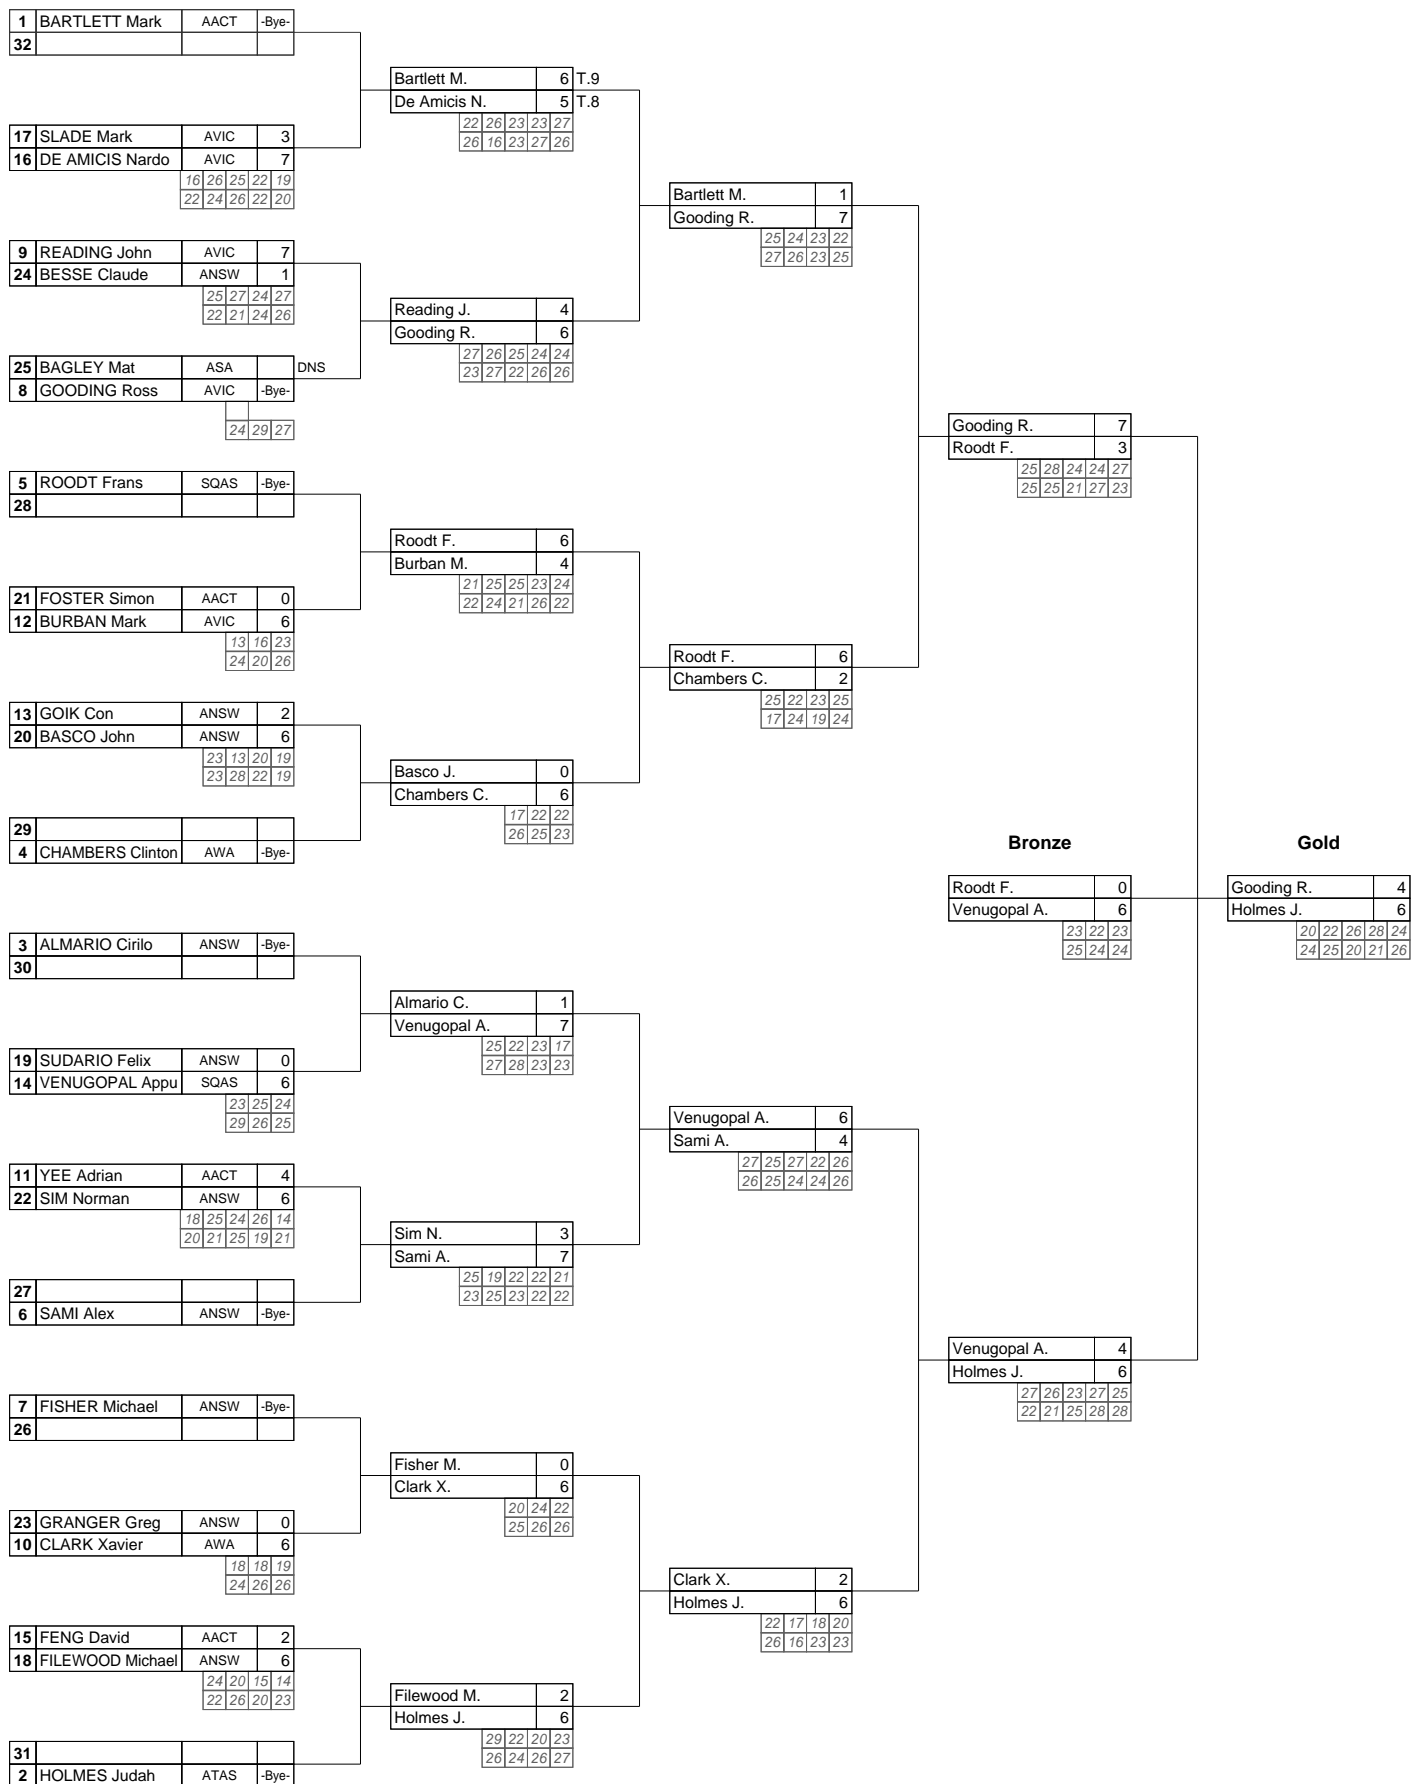 1 BARTLETT Mark AACT -Bye-
32
Bartlett M. 6 T.9
De Amicis N. 5 T.8
22 26 23 23 27
26 16 23 27 26
17 SLADE Mark AVIC 3
16 DE AMICIS Nardo AVIC 7
16 26 25 22 19
22 24 26 22 20
Bartlett M. 1
Gooding R. 7
25 24 23 22
27 26 23 25
9 READING John AVIC 7
24 BESSE Claude ANSW 1
25 27 24 27
22 21 24 26
Reading J. 4
Gooding R. 6
27 26 25 24 24
23 27 22 26 26
25 BAGLEY Mat ASA DNS
8 GOODING Ross AVIC -Bye-
24 29 27
Gooding R. 7
Roodt F. 3
25 28 24 24 27
25 25 21 27 23
5 ROODT Frans SQAS -Bye-
28
Roodt F. 6
Burban M. 4
21 25 25 23 24
22 24 21 26 22
21 FOSTER Simon AACT 0
12 BURBAN Mark AVIC 6
13 16 23
24 20 26
Roodt F. 6
Chambers C. 2
25 22 23 25
17 24 19 24
13 GOIK Con ANSW 2
20 BASCO John ANSW 6
23 13 20 19
23 28 22 19
Basco J. 0
Chambers C. 6
17 22 22
26 25 23
29
4 CHAMBERS Clinton AWA -Bye-
Bronze Gold
Roodt F. 0
Venugopal A. 6
23 22 23
25 24 24
Gooding R. 4
Holmes J. 6
20 22 26 28 24
24 25 20 21 26
3 ALMARIO Cirilo ANSW -Bye-
30
Almario C. 1
Venugopal A. 7
25 22 23 17
27 28 23 23
19 SUDARIO Felix ANSW 0
14 VENUGOPAL Appu SQAS 6
23 25 24
29 26 25
Venugopal A. 6
Sami A. 4
27 25 27 22 26
26 25 24 24 26
11 YEE Adrian AACT 4
22 SIM Norman ANSW 6
18 25 24 26 14
20 21 25 19 21
Sim N. 3
Sami A. 7
25 19 22 22 21
23 25 23 22 22
27
6 SAMI Alex ANSW -Bye-
Venugopal A. 4
Holmes J. 6
27 26 23 27 25
22 21 25 28 28
7 FISHER Michael ANSW -Bye-
26
Fisher M. 0
Clark X. 6
20 24 22
25 26 26
23 GRANGER Greg ANSW 0
10 CLARK Xavier AWA 6
18 18 19
24 26 26
Clark X. 2
Holmes J. 6
22 17 18 20
26 16 23 23
15 FENG David AACT 2
18 FILEWOOD Michael ANSW 6
24 20 15 14
22 26 20 23
Filewood M. 2
Holmes J. 6
29 22 20 23
26 24 26 27
31
2 HOLMES Judah ATAS -Bye-